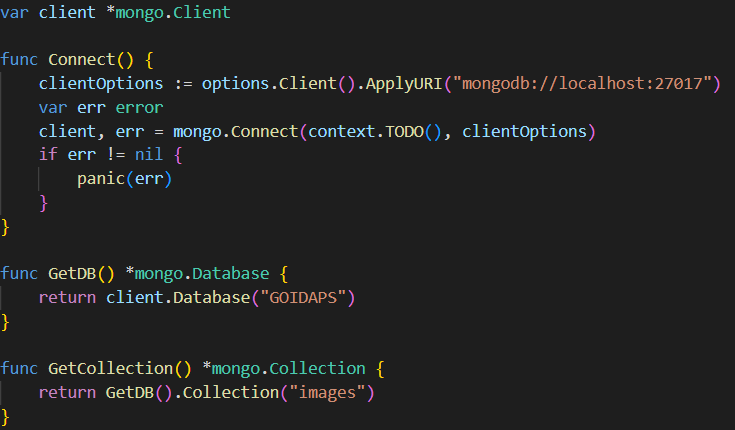 var client *mongo.Client
func Connect() {
clientOptions := options.Client().ApplyURI("mongodb://localhost:27017")
var err error
client, err = mongo.Connect(context.TODO(), clientOptions)
if err != nil {
panic(err)
}
}
func GetDB() *mongo.Database {
return client.Database("GOIDAPS")
}
func GetCollection() *mongo.Collection {
return GetDB().Collection("images")
}